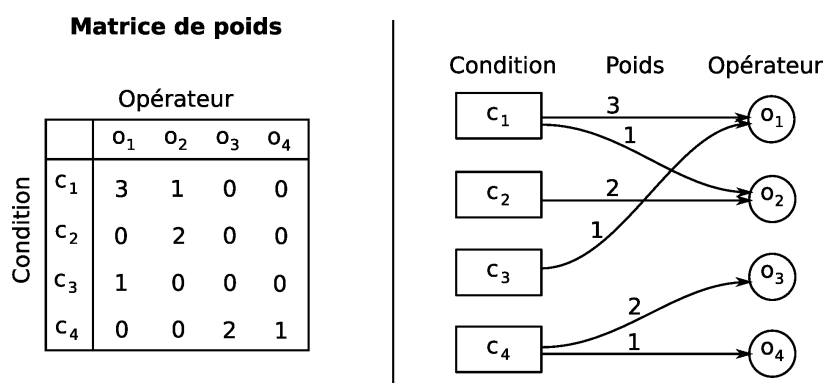 Matrice de poids
Opérateur
o1 o2 o3 o4
Condition
c1 3 1 0 0
c2 0 2 0 0
c3 1 0 0 0
c4 0 0 2 1
Condition Poids Opérateur
c1 3 o1
1
c2 2 o2
1
c3 o3
2
c4 1 o4